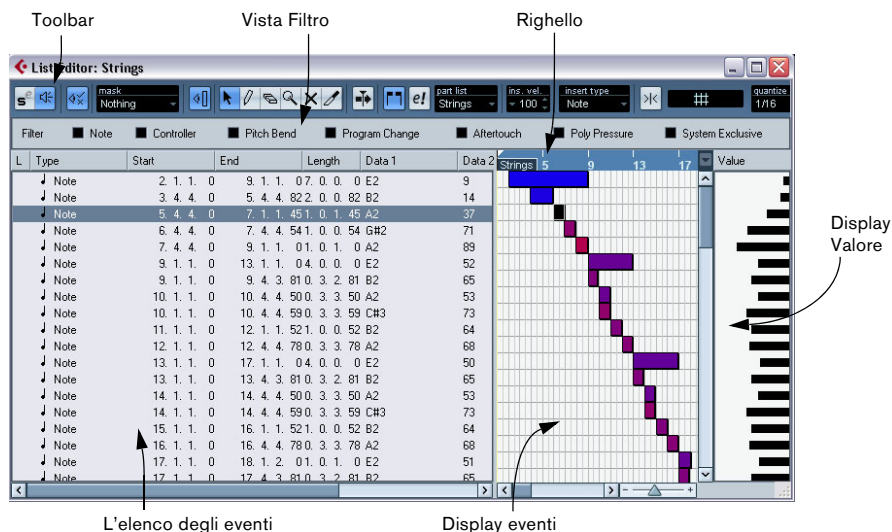 Toolbar Vista Filtro Righello
List Editor: Strings
mask part list ins. vel. insert type quantize
Nothing e! Strings 100 Note 1/16
Filter Note Controller Pitch Bend Program Change Aftertouch Poly Pressure System Exclusive
L Type Start End Length Data 1 Data 2 Strings 5 9 13 17 Value
Note 2. 1. 1. 0 9. 1. 1. 0 7. 0. 0. 0 E2 9
Note 3. 4. 4. 0 5. 4. 4. 82 2. 0. 0. 82 B2 14
Note 5. 4. 4. 0 7. 1. 1. 45 1. 0. 1. 45 A2 37
Note 6. 4. 4. 0 7. 4. 4. 54 1. 0. 0. 54 G#2 71
Note 7. 4. 4. 0 9. 1. 1. 0 1. 0. 1. 0 A2 89
Note 9. 1. 1. 0 13. 1. 1. 0 4. 0. 0. 0 E2 52
Note 9. 1. 1. 0 9. 4. 3. 81 0. 3. 2. 81 B2 65
Note 10. 1. 1. 0 10. 4. 4. 50 0. 3. 3. 50 A2 53
Note 10. 1. 1. 0 10. 4. 4. 59 0. 3. 3. 59 C#3 73
Note 11. 1. 1. 0 12. 1. 1. 52 1. 0. 0. 52 B2 64
Note 12. 1. 1. 0 12. 4. 4. 78 0. 3. 3. 78 A2 68
Note 13. 1. 1. 0 17. 1. 1. 0 4. 0. 0. 0 E2 50
Note 13. 1. 1. 0 13. 4. 3. 81 0. 3. 2. 81 B2 65
Note 14. 1. 1. 0 14. 4. 4. 50 0. 3. 3. 50 A2 53
Note 14. 1. 1. 0 14. 4. 4. 59 0. 3. 3. 59 C#3 73
Note 15. 1. 1. 0 16. 1. 1. 52 1. 0. 0. 52 B2 64
Note 16. 1. 1. 0 16. 4. 4. 78 0. 3. 3. 78 A2 68
Note 17. 1. 1. 0 18. 1. 2. 0 1. 0. 1. 0 E2 51
Note 17. 1. 1. 0 17. 4. 3. 81 0. 3. 2. 81 B2 65
Display
Valore
L'elenco degli eventi Display eventi